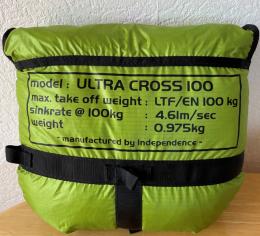 model : ULTRA CROSS 100
max. take off weight : LTF/EN 100 kg
sinkrate @ 100kg : 4.61m/sec
weight : 0.975kg
- manufactured by Independence -